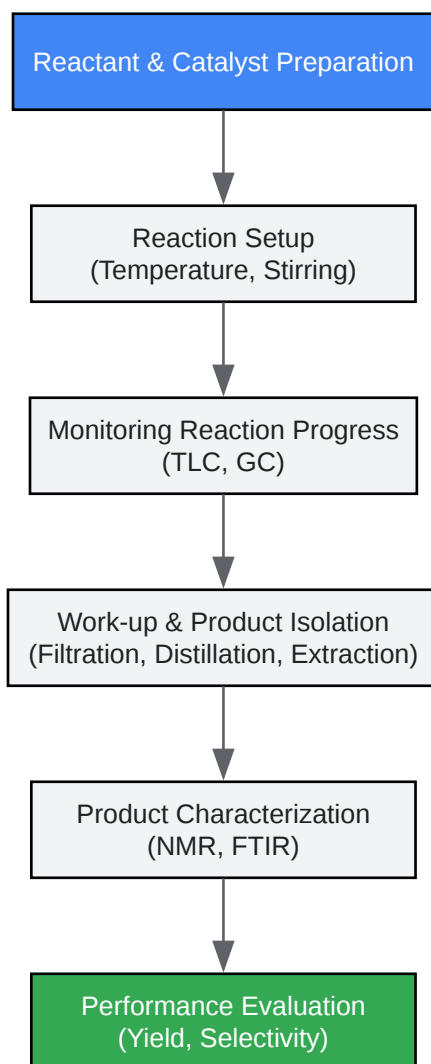 Reactant & Catalyst Preparation
Reaction Setup
(Temperature, Stirring)
Monitoring Reaction Progress
(TLC, GC)
Work-up & Product Isolation
(Filtration, Distillation, Extraction)
Product Characterization
(NMR, FTIR)
Performance Evaluation
(Yield, Selectivity)